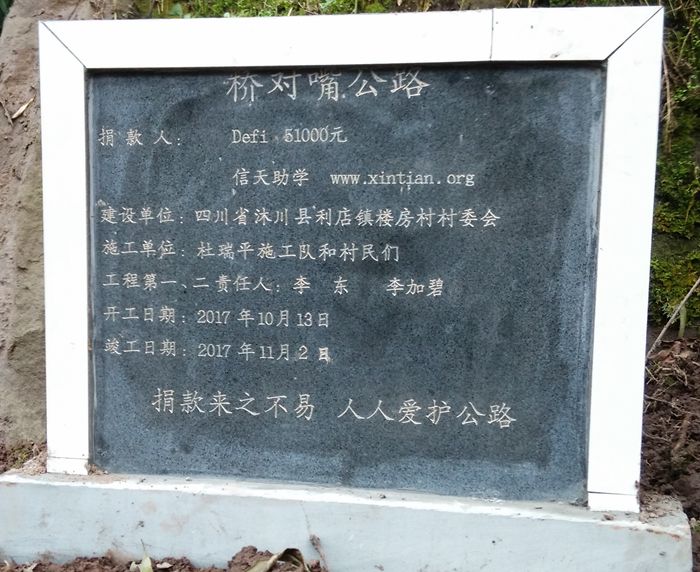 桥对嘴公路
捐款人： Defi 51000元
信天助学 www.xintian.org
建设单位：四川省沐川县利店镇楼房村村委会
施工单位：杜瑞平施工队和村民们
工程第一、二责任人：李 东 李加碧
开工日期：2017年10月13日
竣工日期：2017年11月2日
捐款来之不易 人人爱护公路